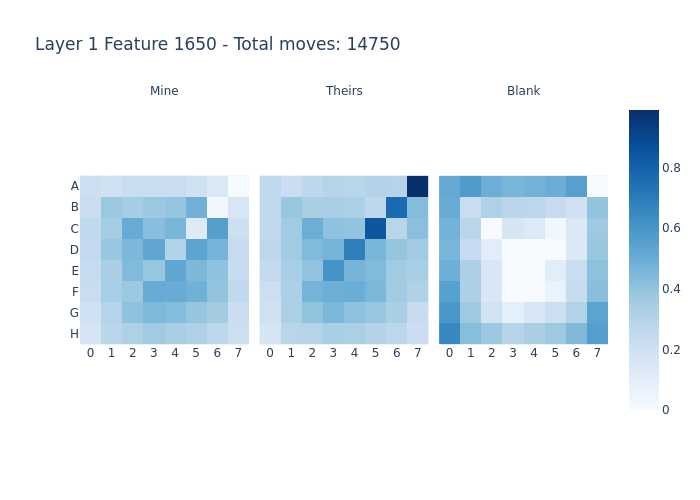 Layer 1 Feature 1650 - Total moves: 14750
Mine Theirs Blank
A
B
C
D
E
F
G
H
0 1 2 3 4 5 6 7 0 1 2 3 4 5 6 7 0 1 2 3 4 5 6 7
0.8
0.6
0.4
0.2
0